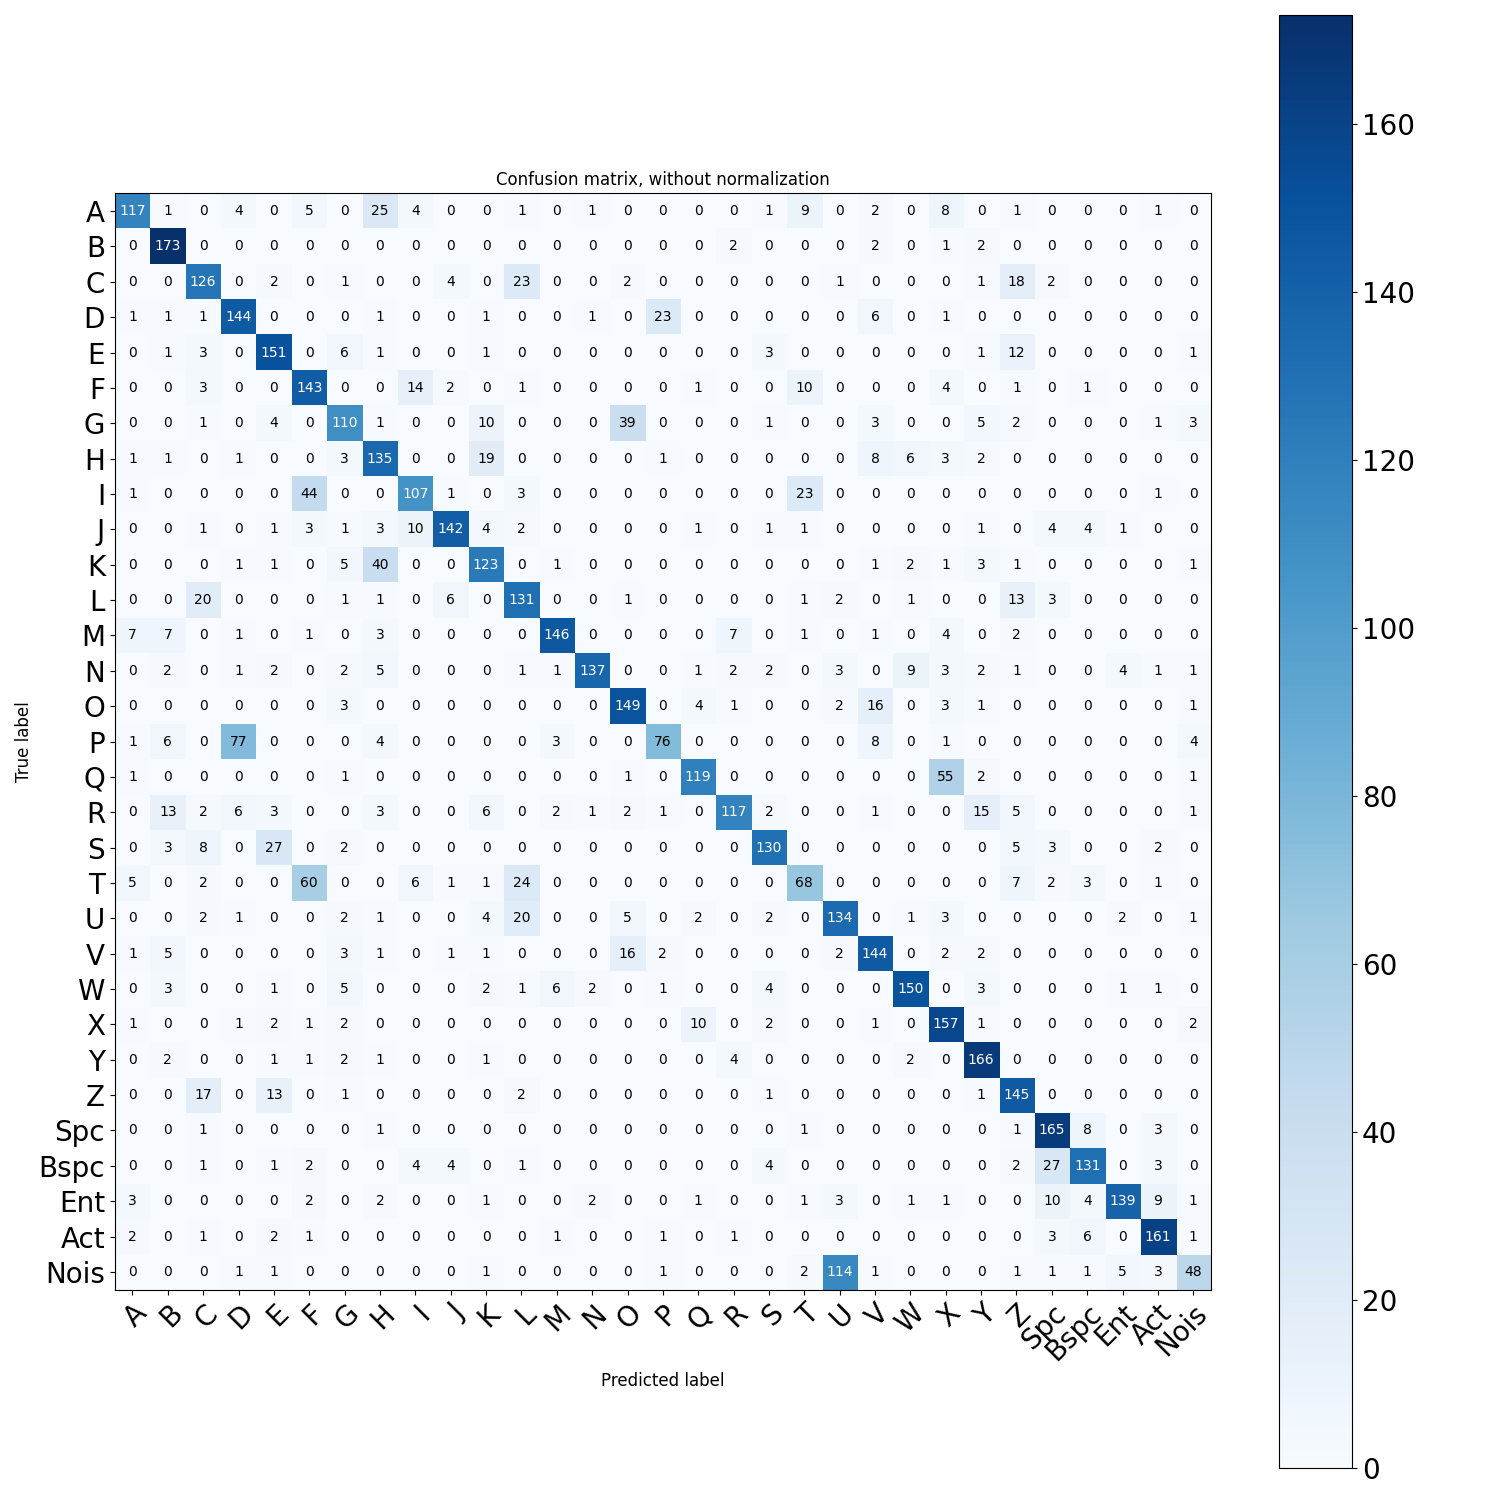 Confusion matrix, without normalization
A 117 1 0 4 0 5 0 25 4 0 0 1 0 1 0 0 0 0 1 9 0 2 0 8 0 1 0 0 0 1 0
B 0 173 0 0 0 0 0 0 0 0 0 0 0 0 0 0 0 2 0 0 0 2 0 1 2 0 0 0 0 0 0
C 0 0 126 0 2 0 1 0 0 4 0 23 0 0 2 0 0 0 0 0 1 0 0 0 1 18 2 0 0 0 0
D 1 1 1 144 0 0 0 1 0 0 1 0 0 1 0 23 0 0 0 0 0 6 0 1 0 0 0 0 0 0 0
E 0 1 3 0 151 0 6 1 0 0 1 0 0 0 0 0 0 0 3 0 0 0 0 0 1 12 0 0 0 0 1
F 0 0 3 0 0 143 0 0 14 2 0 1 0 0 0 0 1 0 0 10 0 0 0 4 0 1 0 1 0 0 0
G 0 0 1 0 4 0 110 1 0 0 10 0 0 0 39 0 0 0 1 0 0 3 0 0 5 2 0 0 0 1 3
H 1 1 0 1 0 0 3 135 0 0 19 0 0 0 0 1 0 0 0 0 0 8 6 3 2 0 0 0 0 0 0
I 1 0 0 0 0 44 0 0 107 1 0 3 0 0 0 0 0 0 0 23 0 0 0 0 0 0 0 0 0 1 0
J 0 0 1 0 1 3 1 3 10 142 4 2 0 0 0 0 1 0 1 1 0 0 0 0 1 0 4 4 1 0 0
K 0 0 0 1 1 0 5 40 0 0 123 0 1 0 0 0 0 0 0 0 0 1 2 1 3 1 0 0 0 0 1
L 0 0 20 0 0 0 1 1 0 6 0 131 0 0 1 0 0 0 0 1 2 0 1 0 0 13 3 0 0 0 0
M 7 7 0 1 0 1 0 3 0 0 0 0 146 0 0 0 0 7 0 1 0 1 0 4 0 2 0 0 0 0 0
N 0 2 0 1 2 0 2 5 0 0 0 1 1 137 0 0 1 2 2 0 3 0 9 3 2 1 0 0 4 1 1
O 0 0 0 0 0 0 3 0 0 0 0 0 0 0 149 0 4 1 0 0 2 16 0 3 1 0 0 0 0 0 1
P 1 6 0 77 0 0 0 4 0 0 0 0 3 0 0 76 0 0 0 0 0 8 0 1 0 0 0 0 0 0 4
Q 1 0 0 0 0 0 1 0 0 0 0 0 0 0 1 0 119 0 0 0 0 0 0 55 2 0 0 0 0 0 1
R 0 13 2 6 3 0 0 3 0 0 6 0 2 1 2 1 0 117 2 0 0 1 0 0 15 5 0 0 0 0 1
S 0 3 8 0 27 0 2 0 0 0 0 0 0 0 0 0 0 0 130 0 0 0 0 0 0 5 3 0 0 2 0
T 5 0 2 0 0 60 0 0 6 1 1 24 0 0 0 0 0 0 0 68 0 0 0 0 0 7 2 3 0 1 0
U 0 0 2 1 0 0 2 1 0 0 4 20 0 0 5 0 2 0 2 0 134 0 1 3 0 0 0 0 2 0 1
V 1 5 0 0 0 0 3 1 0 1 1 0 0 0 16 2 0 0 0 0 2 144 0 2 2 0 0 0 0 0 0
W 0 3 0 0 1 0 5 0 0 0 2 1 6 2 0 1 0 0 4 0 0 0 150 0 3 0 0 0 1 1 0
X 1 0 0 1 2 1 2 0 0 0 0 0 0 0 0 0 10 0 2 0 0 1 0 157 1 0 0 0 0 0 2
Y 0 2 0 0 1 1 2 1 0 0 1 0 0 0 0 0 0 4 0 0 0 0 2 0 166 0 0 0 0 0 0
Z 0 0 17 0 13 0 1 0 0 0 0 2 0 0 0 0 0 0 1 0 0 0 0 0 1 145 0 0 0 0 0
Spc 0 0 1 0 0 0 0 1 0 0 0 0 0 0 0 0 0 0 0 1 0 0 0 0 0 1 165 8 0 3 0
Bspc 0 0 1 0 1 2 0 0 4 4 0 1 0 0 0 0 0 0 4 0 0 0 0 0 0 2 27 131 0 3 0
Ent 3 0 0 0 0 2 0 2 0 0 1 0 0 2 0 0 1 0 0 1 3 0 1 1 0 0 10 4 139 9 1
Act 2 0 1 0 2 1 0 0 0 0 0 0 1 0 0 1 0 1 0 0 0 0 0 0 0 0 3 6 0 161 1
Nois 0 0 0 1 1 0 0 0 0 0 1 0 0 0 0 1 0 0 0 2 114 1 0 0 0 1 1 1 5 3 48
A B C D E F G H I J K L M N O P Q R S T U V W X Y Z Spc Bspc Ent Act Nois
Predicted label
True label
160
140
120
100
80
60
40
20
0